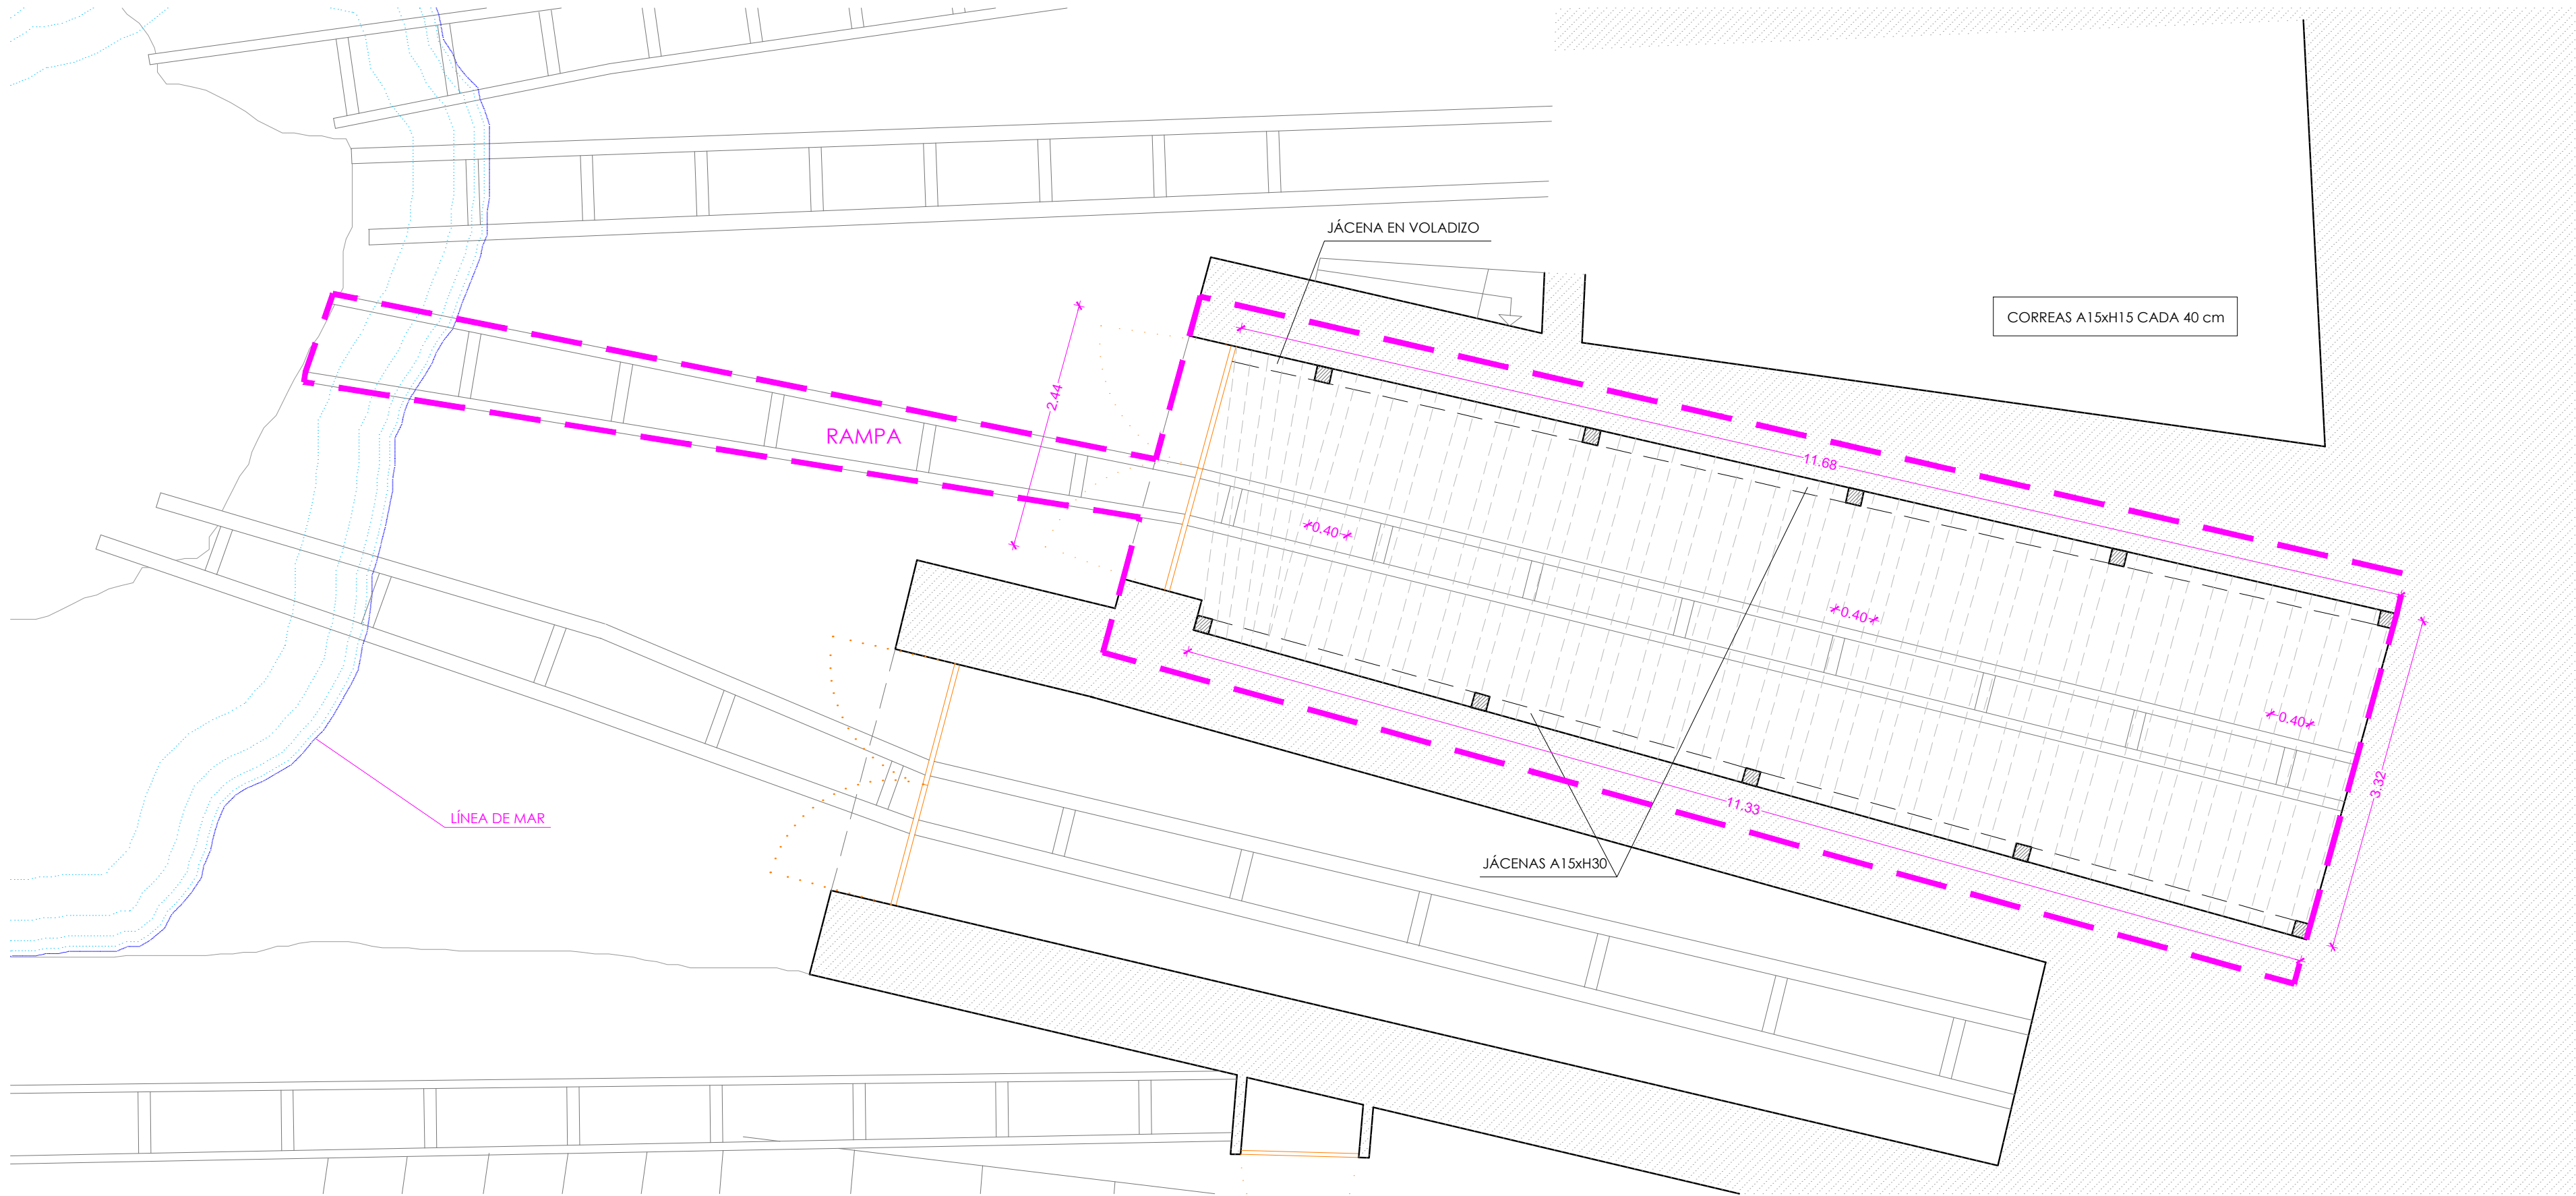 JÁCENA EN VOLADIZO
CORREAS A15xH15 CADA 40 cm
2.44
RAMPA
11.68
0.40
0.40
0.40
3.32
11.33
LÍNEA DE MAR
JÁCENAS A15xH30